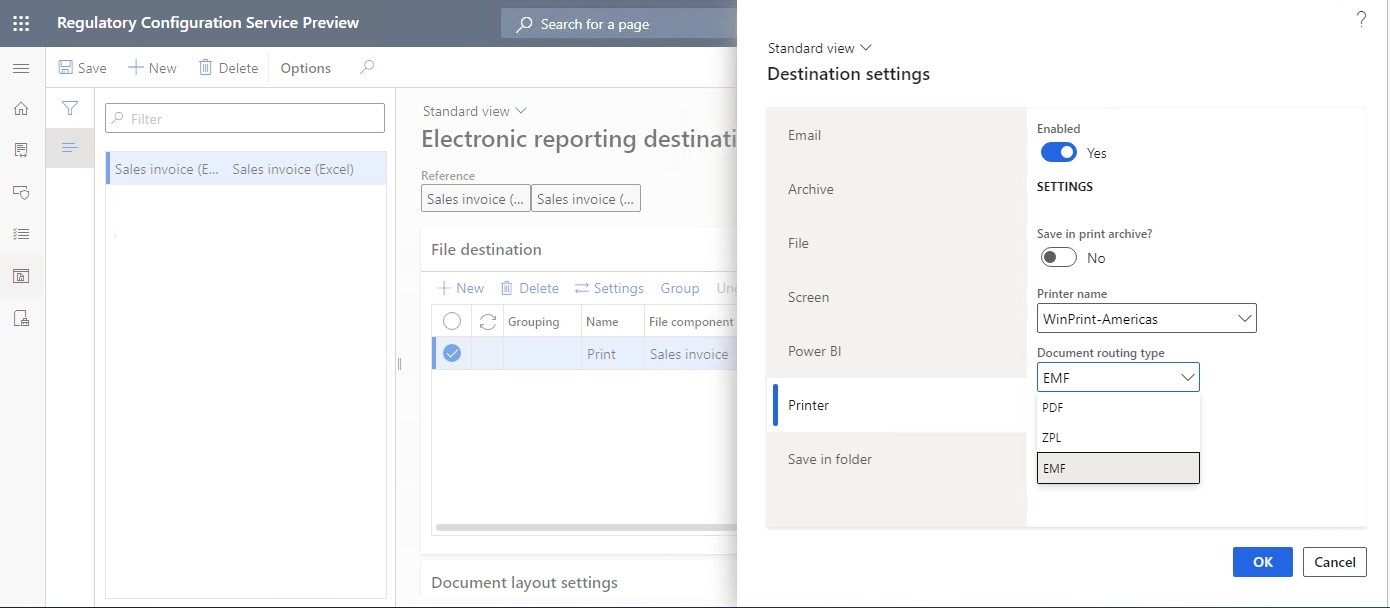 Regulatory Configuration Service Preview
Search for a page
?
Save
New
Delete
Options
Filter
Sales invoice (E... Sales invoice (Excel)
Standard view
Electronic reporting destinati
Reference
Sales invoice (... Sales invoice (...
File destination
New Delete Settings Group Un
Grouping Name File component
Print Sales invoice
Document layout settings
Standard view
Destination settings
Email
Archive
File
Screen
Power BI
Printer
Save in folder
Enabled
Yes
SETTINGS
Save in print archive?
No
Printer name
WinPrint-Americas
Document routing type
EMF
PDF
ZPL
EMF
OK Cancel